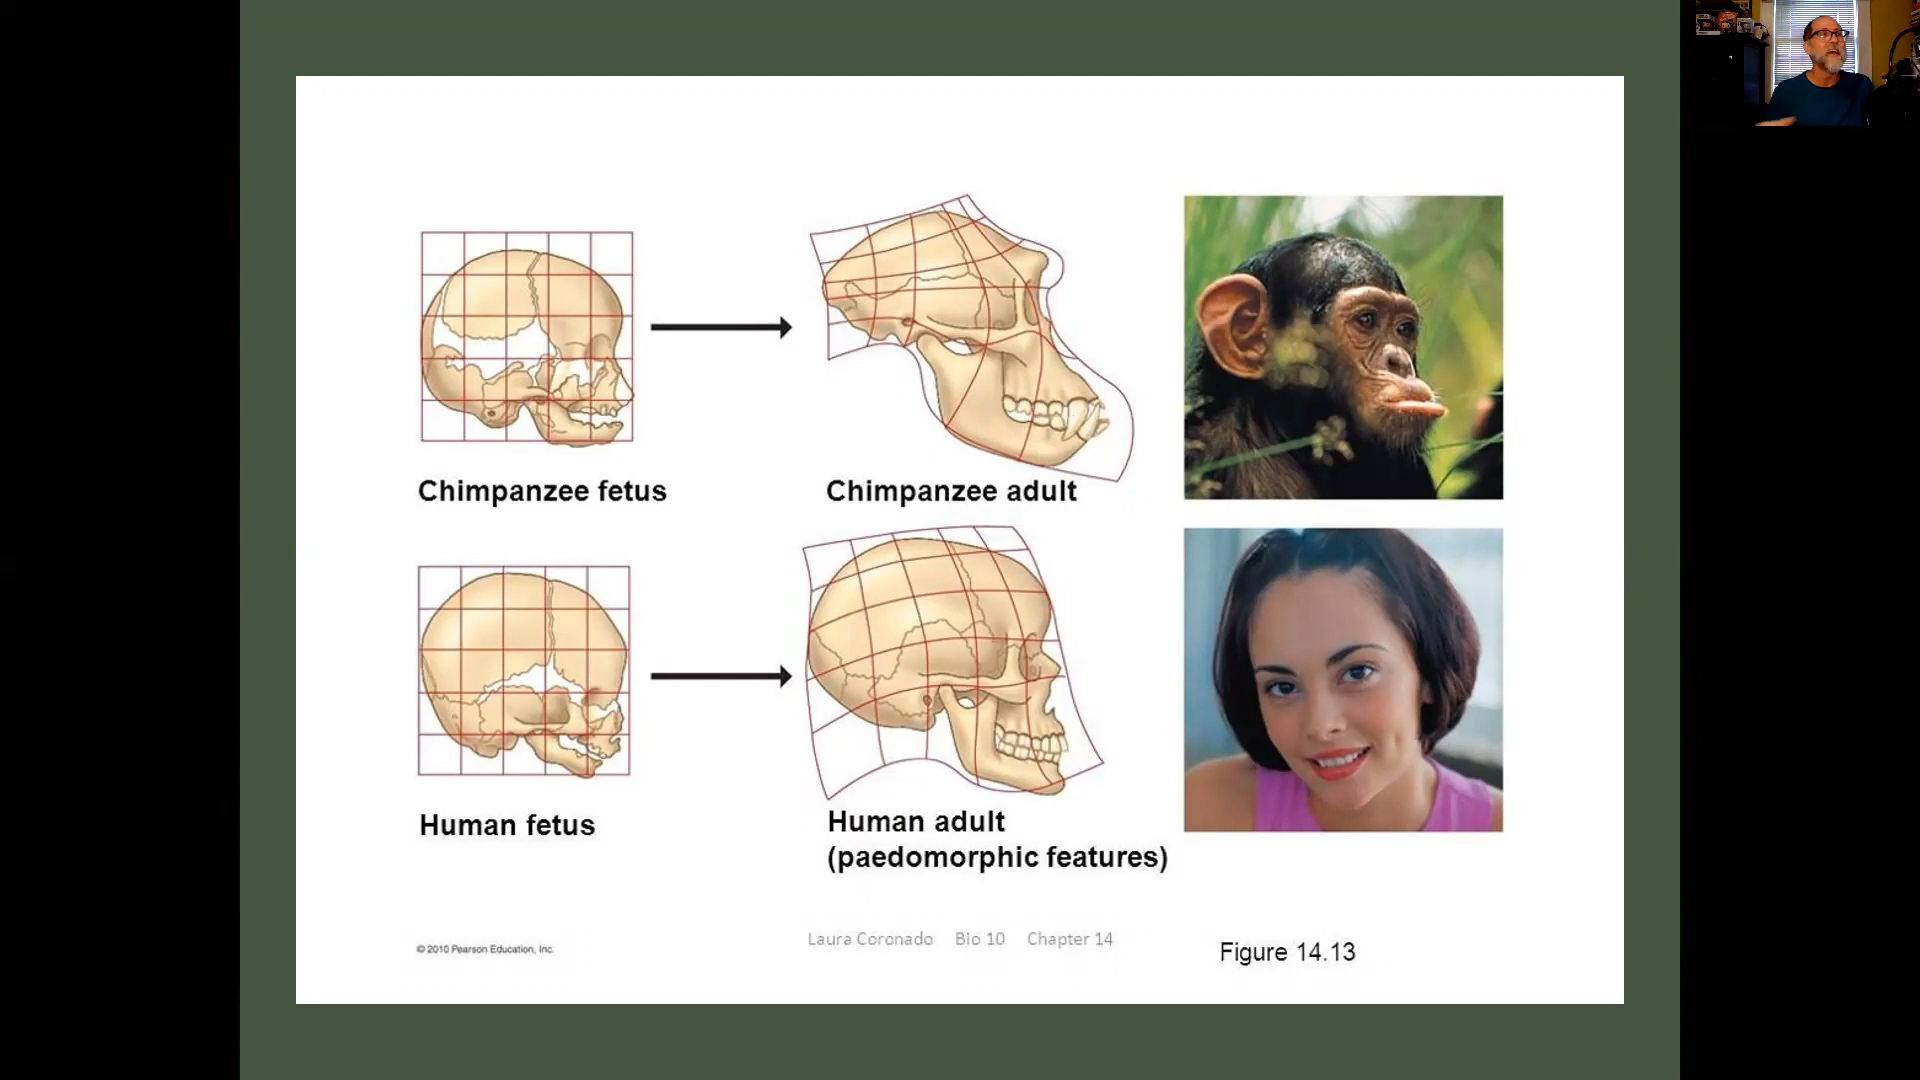 Chimpanzee fetus
Chimpanzee adult
Human fetus
Human adult
(paedomorphic features)
© 2010 Pearson Education, Inc.
Laura Coronado Bio 10 Chapter 14
Figure 14.13